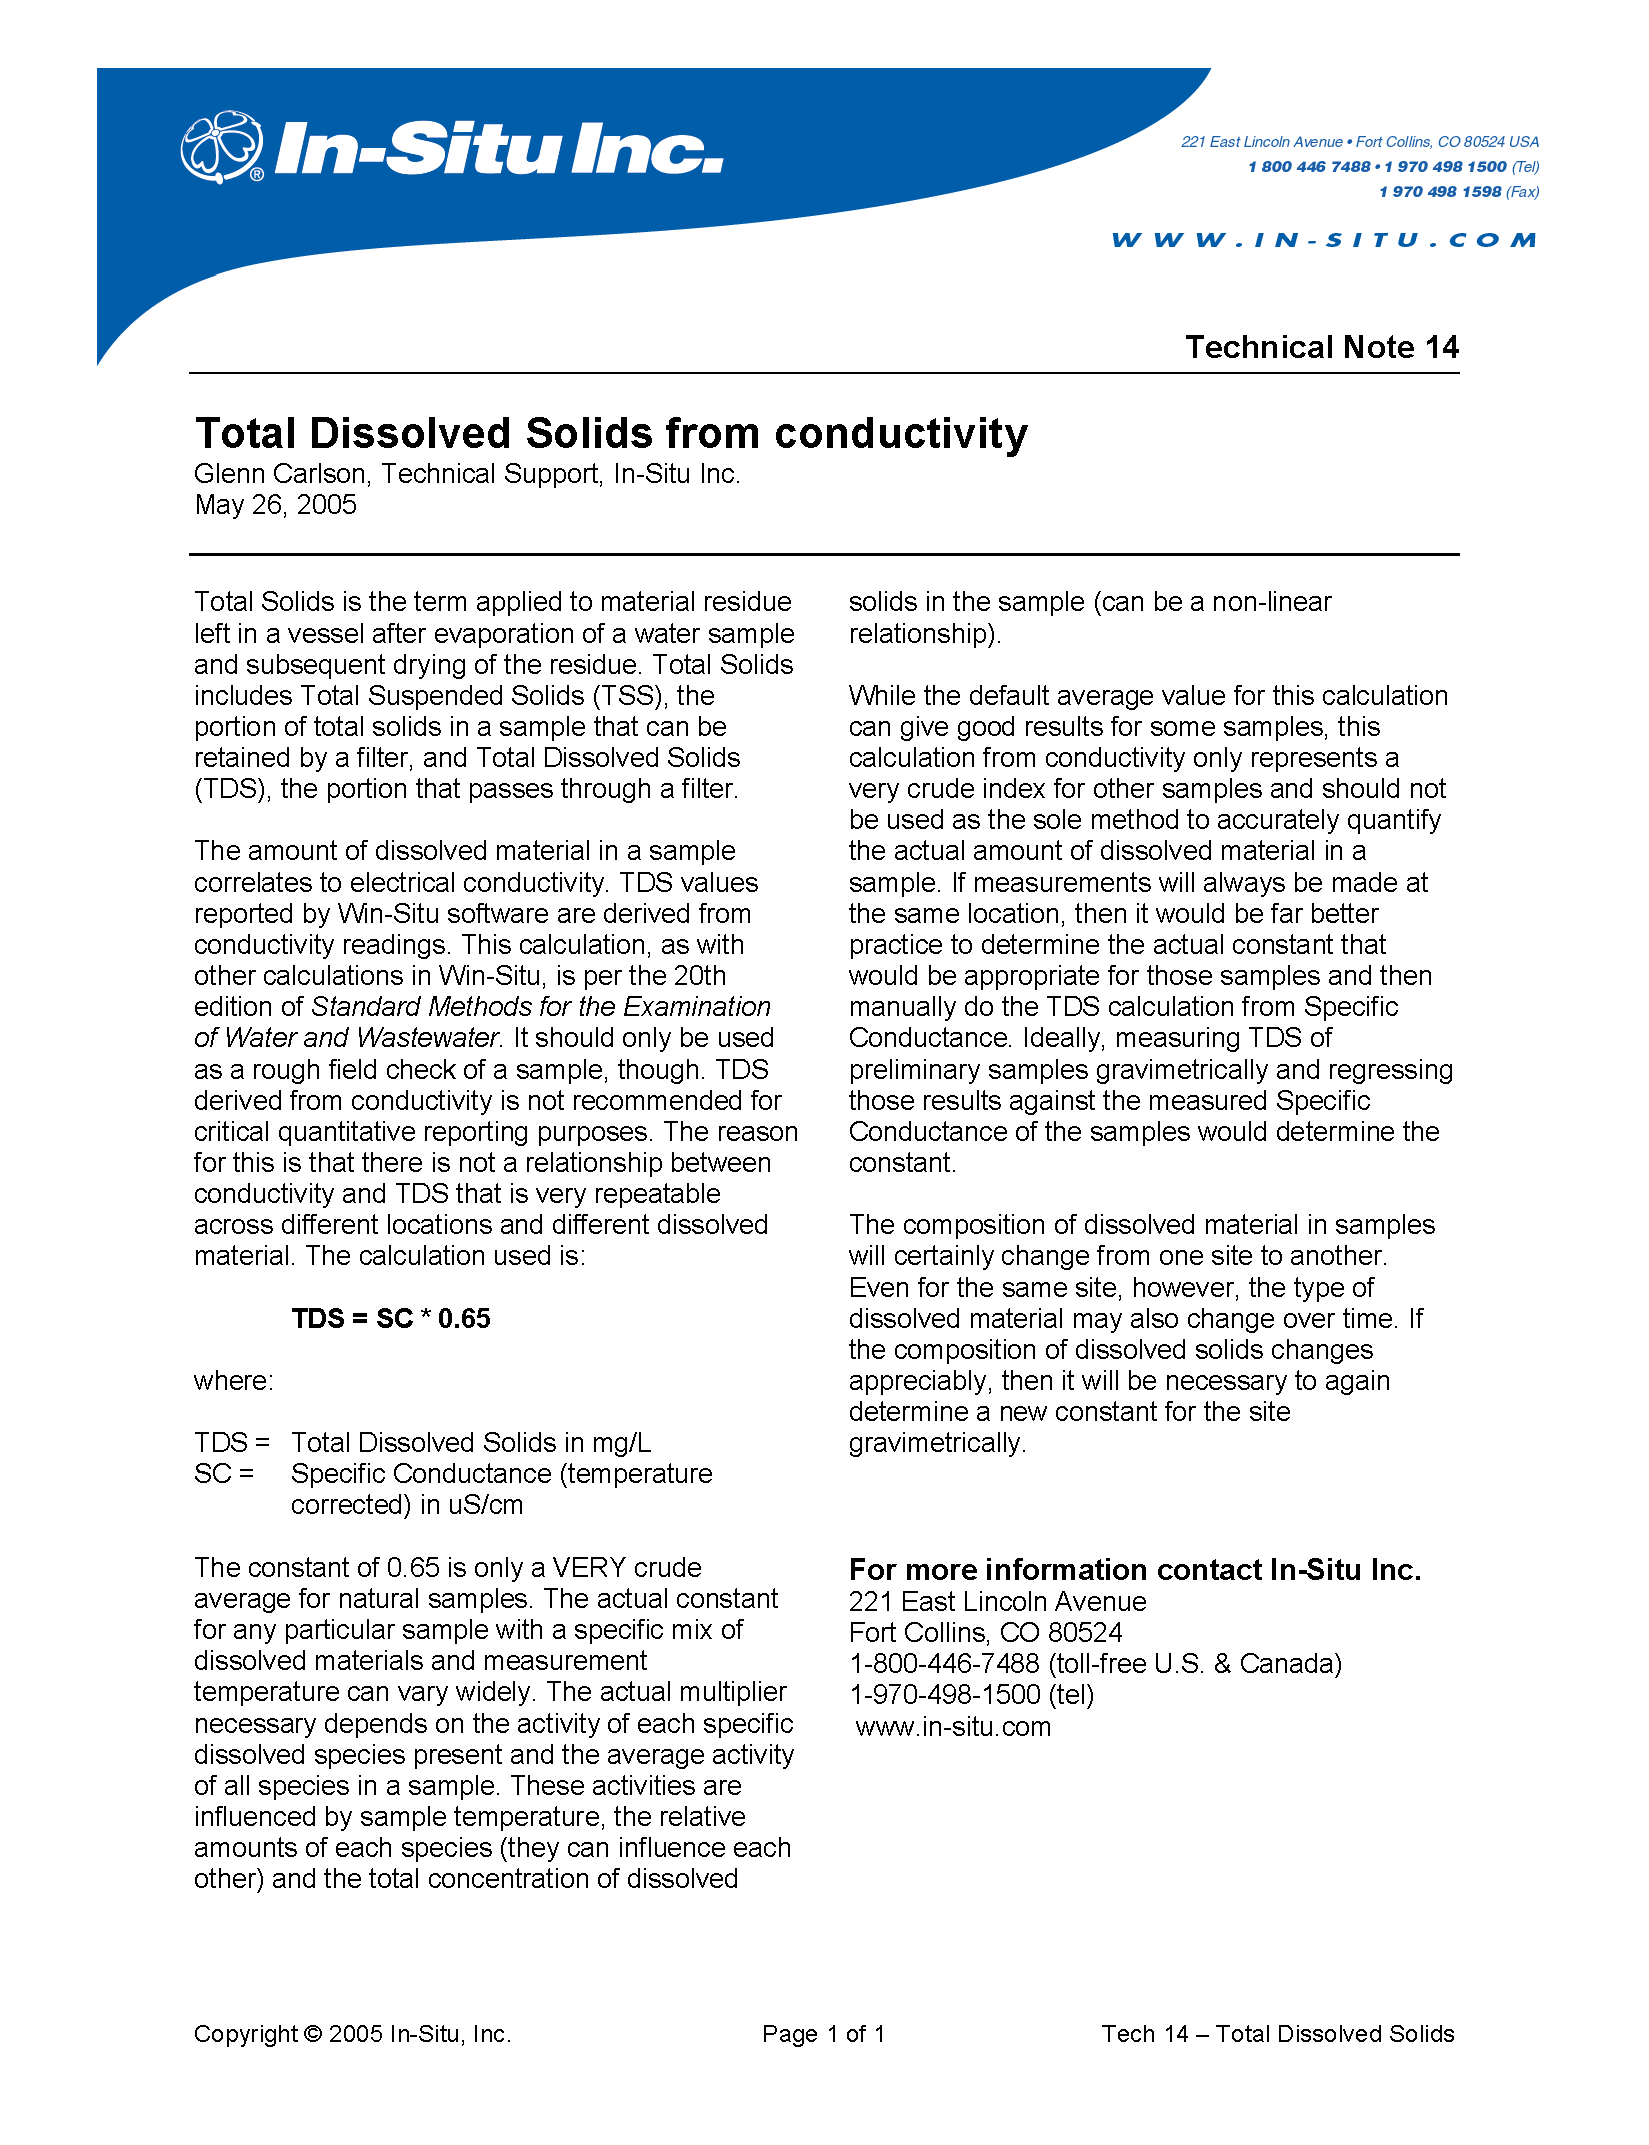 In-Situ Inc.
®
221 East Lincoln Avenue • Fort Collins, CO 80524 USA
1 800 446 7488 • 1 970 498 1500 (Tel)
1 970 498 1598 (Fax)
WWW.IN-SITU.COM
Technical Note 14
Total Dissolved Solids from conductivity
Glenn Carlson, Technical Support, In-Situ Inc.
May 26, 2005
Total Solids is the term applied to material residue
left in a vessel after evaporation of a water sample
and subsequent drying of the residue. Total Solids
includes Total Suspended Solids (TSS), the
portion of total solids in a sample that can be
retained by a filter, and Total Dissolved Solids
(TDS), the portion that passes through a filter.
The amount of dissolved material in a sample
correlates to electrical conductivity. TDS values
reported by Win-Situ software are derived from
conductivity readings. This calculation, as with
other calculations in Win-Situ, is per the 20th
edition of Standard Methods for the Examination
of Water and Wastewater. It should only be used
as a rough field check of a sample, though. TDS
derived from conductivity is not recommended for
critical quantitative reporting purposes. The reason
for this is that there is not a relationship between
conductivity and TDS that is very repeatable
across different locations and different dissolved
material. The calculation used is:
TDS = SC * 0.65
where:
TDS = Total Dissolved Solids in mg/L
SC = Specific Conductance (temperature
corrected) in uS/cm
The constant of 0.65 is only a VERY crude
average for natural samples. The actual constant
for any particular sample with a specific mix of
dissolved materials and measurement
temperature can vary widely. The actual multiplier
necessary depends on the activity of each specific
dissolved species present and the average activity
of all species in a sample. These activities are
influenced by sample temperature, the relative
amounts of each species (they can influence each
other) and the total concentration of dissolved
solids in the sample (can be a non-linear
relationship).
While the default average value for this calculation
can give good results for some samples, this
calculation from conductivity only represents a
very crude index for other samples and should not
be used as the sole method to accurately quantify
the actual amount of dissolved material in a
sample. If measurements will always be made at
the same location, then it would be far better
practice to determine the actual constant that
would be appropriate for those samples and then
manually do the TDS calculation from Specific
Conductance. Ideally, measuring TDS of
preliminary samples gravimetrically and regressing
those results against the measured Specific
Conductance of the samples would determine the
constant.
The composition of dissolved material in samples
will certainly change from one site to another.
Even for the same site, however, the type of
dissolved material may also change over time. If
the composition of dissolved solids changes
appreciably, then it will be necessary to again
determine a new constant for the site
gravimetrically.
For more information contact In-Situ Inc.
221 East Lincoln Avenue
Fort Collins, CO 80524
1-800-446-7488 (toll-free U.S. & Canada)
1-970-498-1500 (tel)
www.in-situ.com
Copyright © 2005 In-Situ, Inc.
Page 1 of 1
Tech 14 – Total Dissolved Solids